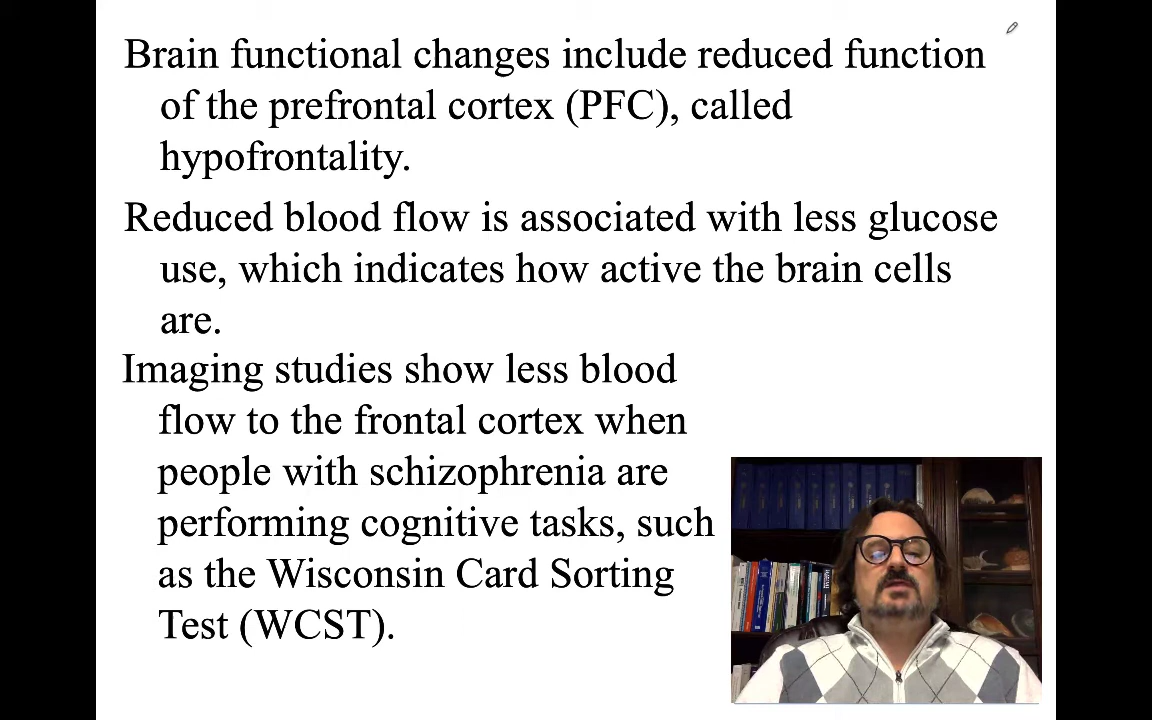 Brain functional changes include reduced function
of the prefrontal cortex (PFC), called
hypofrontality.
Reduced blood flow is associated with less glucose
use, which indicates how active the brain cells
are.
Imaging studies show less blood
flow to the frontal cortex when
people with schizophrenia are
performing cognitive tasks, such
as the Wisconsin Card Sorting
Test (WCST).